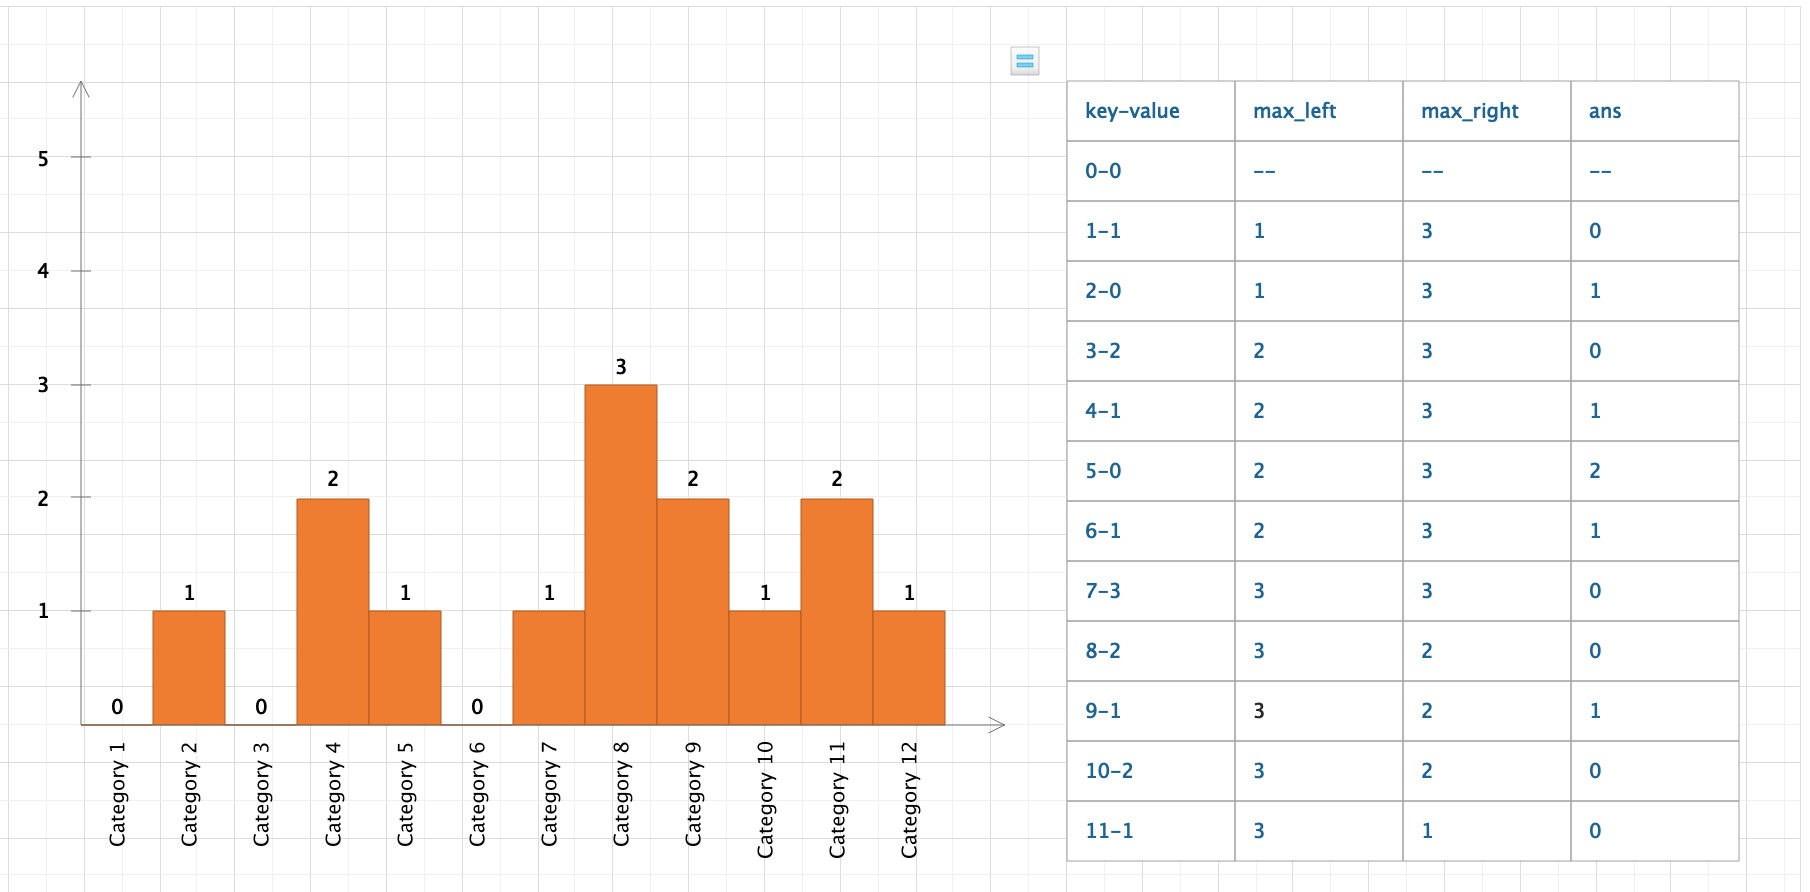 5
4
3
2
1
0
1
0
2
1
0
1
3
2
1
2
1
Category 1
Category 2
Category 3
Category 4
Category 5
Category 6
Category 7
Category 8
Category 9
Category 10
Category 11
Category 12
key-value max_left max_right ans
0-0 -- -- --
1-1 1 3 0
2-0 1 3 1
3-2 2 3 0
4-1 2 3 1
5-0 2 3 2
6-1 2 3 1
7-3 3 3 0
8-2 3 2 0
9-1 3 2 1
10-2 3 2 0
11-1 3 1 0